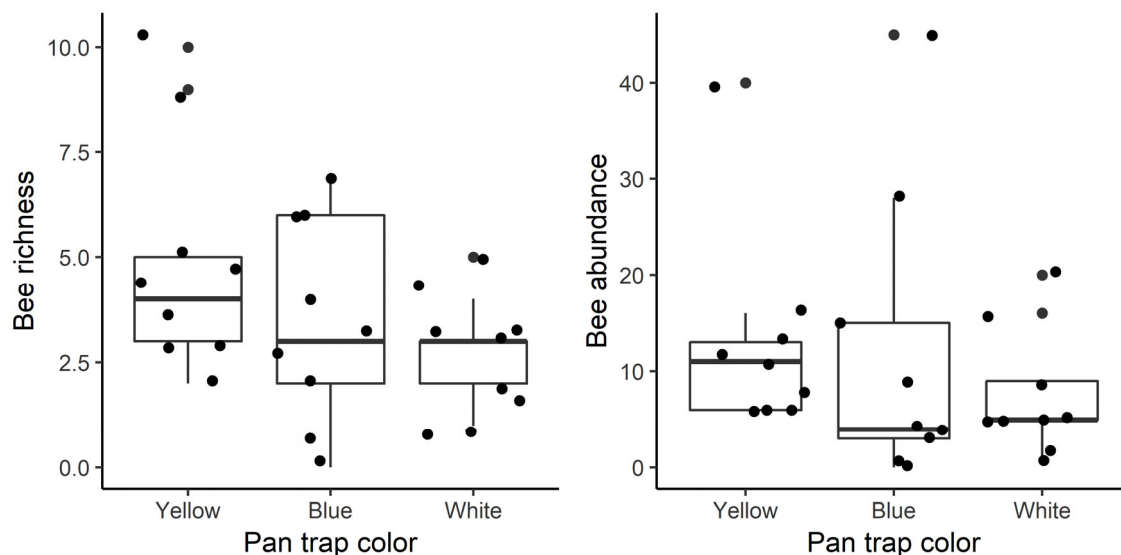 Bee richness
10.0
7.5
5.0
2.5
0.0
Yellow Blue White
Pan trap color
Bee abundance
40
30
20
10
0
Yellow Blue White
Pan trap color